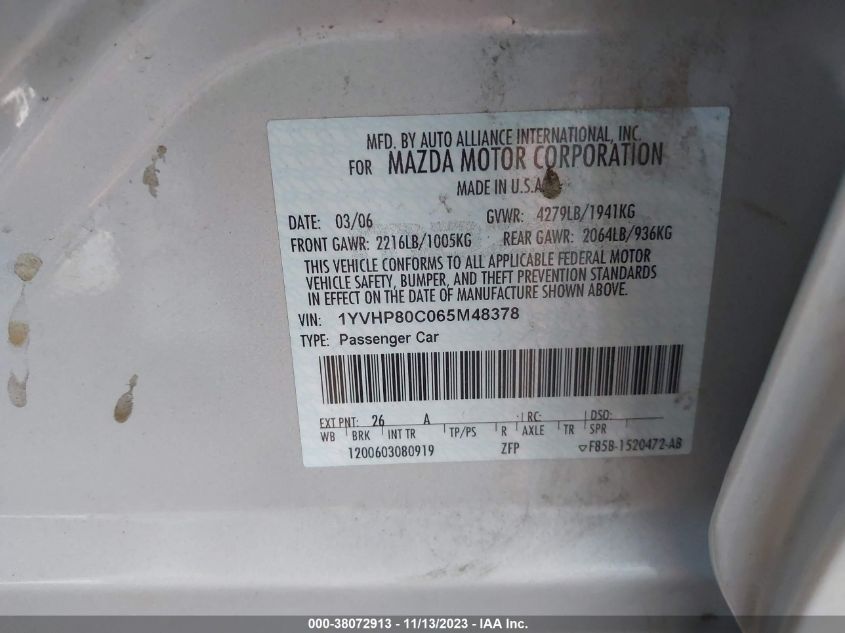 MFD. BY AUTO ALLIANCE INTERNATIONAL, INC.
FOR MAZDA MOTOR CORPORATION
MADE IN U.S.A
DATE: 03/06 GVWR: 4279LB/1941KG
FRONT GAWR: 2216LB/1005KG REAR GAWR: 2064LB/936KG
THIS VEHICLE CONFORMS TO ALL APPLICABLE FEDERAL MOTOR
VEHICLE SAFETY, BUMPER, AND THEFT PREVENTION STANDARDS
IN EFFECT ON THE DATE OF MANUFACTURE SHOWN ABOVE.
VIN: 1YVHP80C065M48378
TYPE: Passenger Car
EXT PNT: 26 A RC: DSO:
WB BRK INT TR TP/PS R AXLE TR SPR
1200603080919 ZFP F85B-1520472-AB
000-38072913 - 11/13/2023 - IAA Inc.